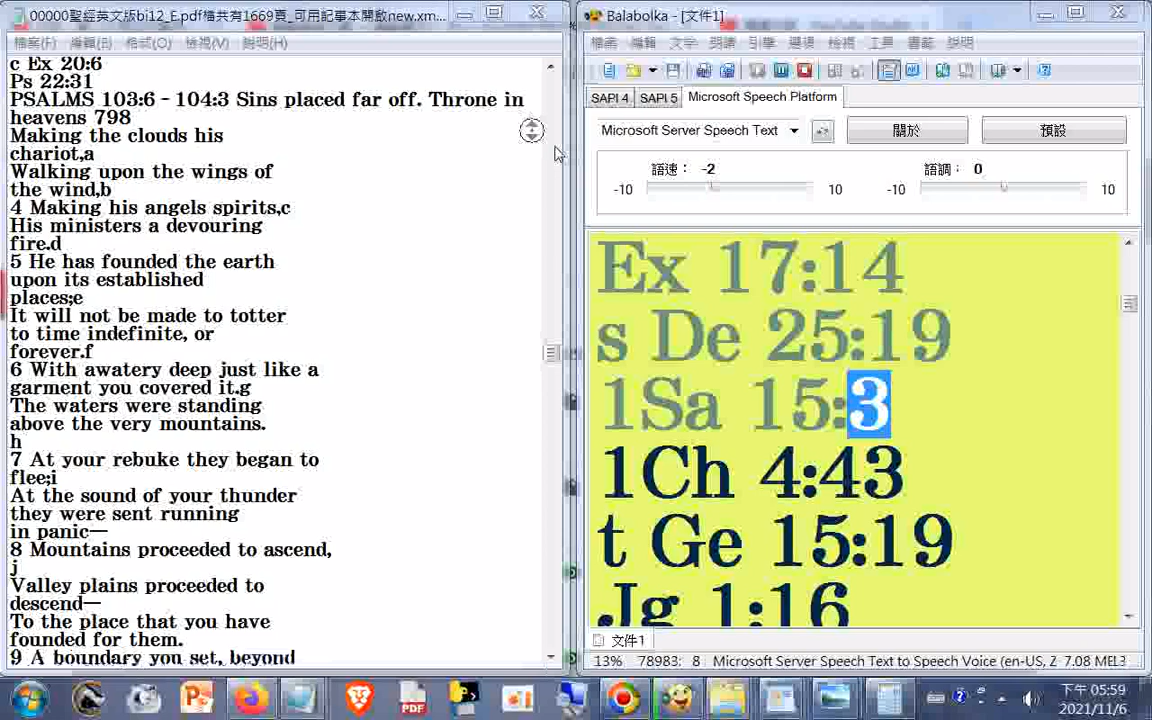 00000聖經英文版bi12_E.pdf檔共有1669頁_可用記事本開啟new.xm...
檔案(F) 編輯(E) 格式(O) 檢視(V) 說明(H)
c Ex 20:6
Ps 22:31
PSALMS 103:6 – 104:3 Sins placed far off. Throne in
heavens 798
Making the clouds his
chariot,a
Walking upon the wings of
the wind,b
4 Making his angels spirits,c
His ministers a devouring
fire.d
5 He has founded the earth
upon its established
places;e
It will not be made to totter
to time indefinite, or
forever.f
6 With awatery deep just like a
garment you covered it.g
The waters were standing
above the very mountains.
h
7 At your rebuke they began to
flee;i
At the sound of your thunder
they were sent running
in panic—
8 Mountains proceeded to ascend,
j
Valley plains proceeded to
descend—
To the place that you have
founded for them.
9 A boundary you set, beyond
Balabolka - [文件1]
檔案 編輯 文字 朗讀 引擎 選項 檢視 工具 書籤 說明
SAPI 4 SAPI 5 Microsoft Speech Platform
Microsoft Server Speech Text 關於 預設
語速： -2 語調： 0
-10 10 -10 10
Ex 17:14
s De 25:19
1Sa 15:3
1Ch 4:43
t Ge 15:19
Jg 1:16
文件1
13% 78983: 8 Microsoft Server Speech Text to Speech Voice (en-US, Z 7.08 MEL3
PDF
下午 05:59
2021/11/6